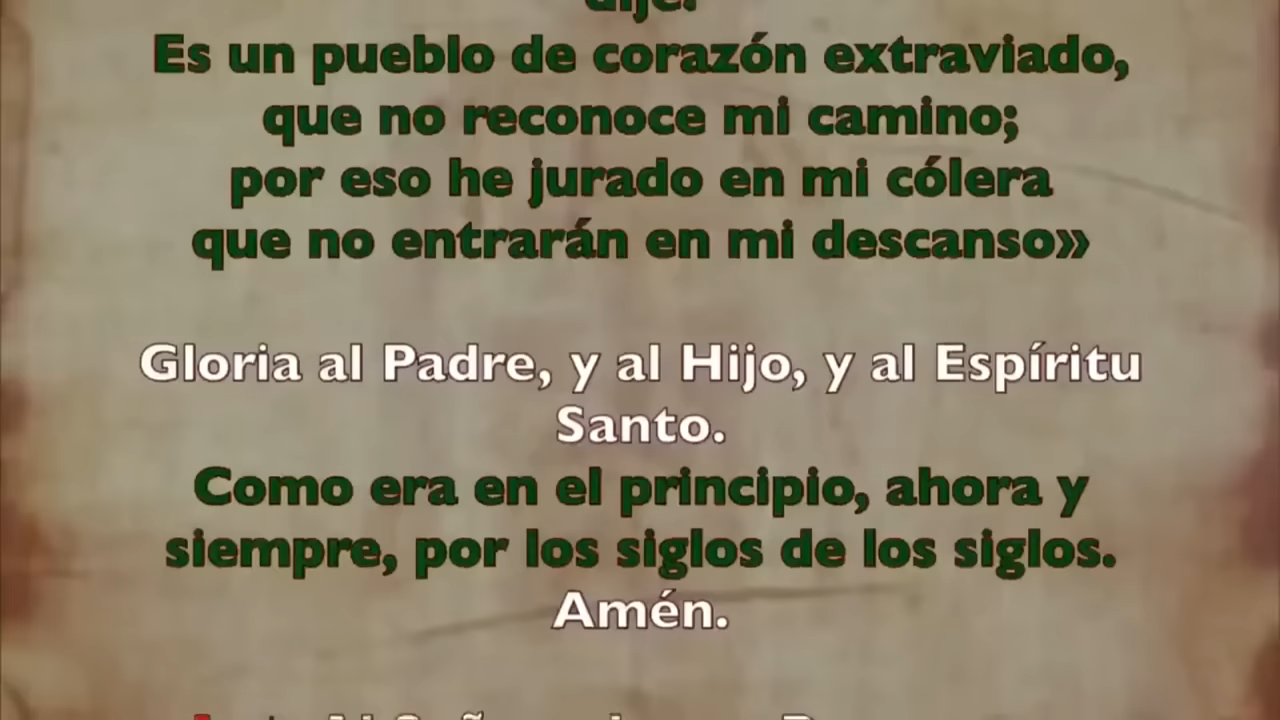 dije:
Es un pueblo de corazón extraviado,
que no reconoce mi camino;
por eso he jurado en mi cólera
que no entrarán en mi descanso»
Gloria al Padre, y al Hijo, y al Espíritu
Santo.
Como era en el principio, ahora y
siempre, por los siglos de los siglos.
Amén.